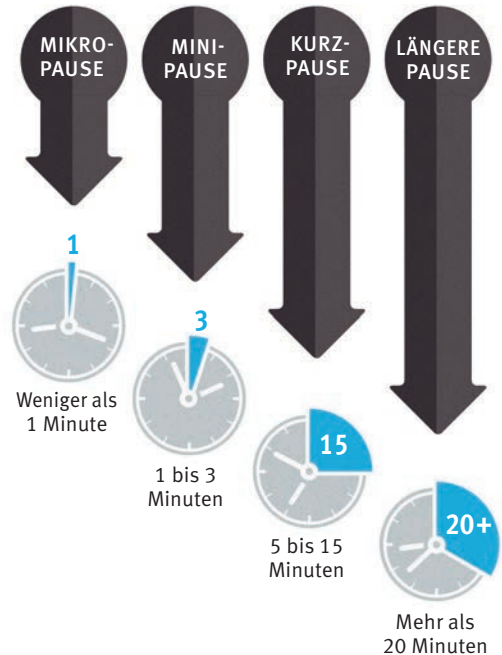 MIKRO-
PAUSE
MINI-
PAUSE
KURZ-
PAUSE
LÄNGERE
PAUSE
1
Weniger als
1 Minute
3
1 bis 3
Minuten
15
5 bis 15
Minuten
20+
Mehr als
20 Minuten